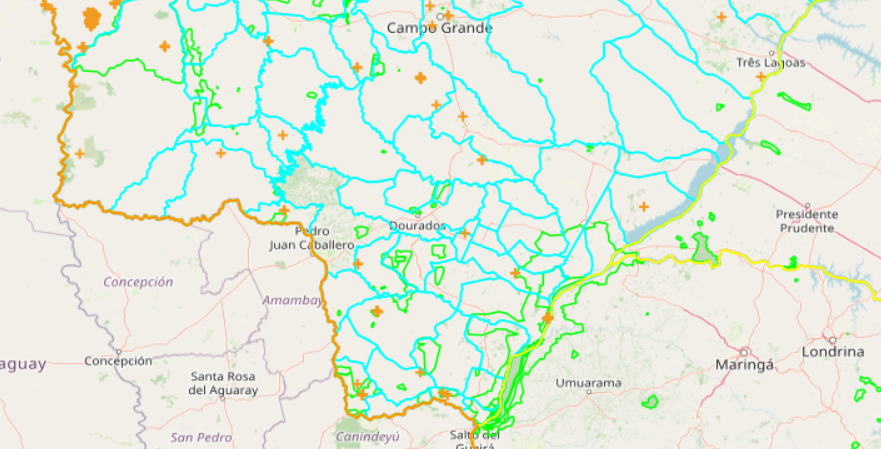 Campo Grande
Três Lagoas
Presidente
Prudente
Dourados
Pedro
Juan Caballero
Concepción
Amambay
aguay
Concepción
Santa Rosa
del Aguaray
Londrina
Maringá
Umuarama
San Pedro
Canindeyú
Salto del
Guairá